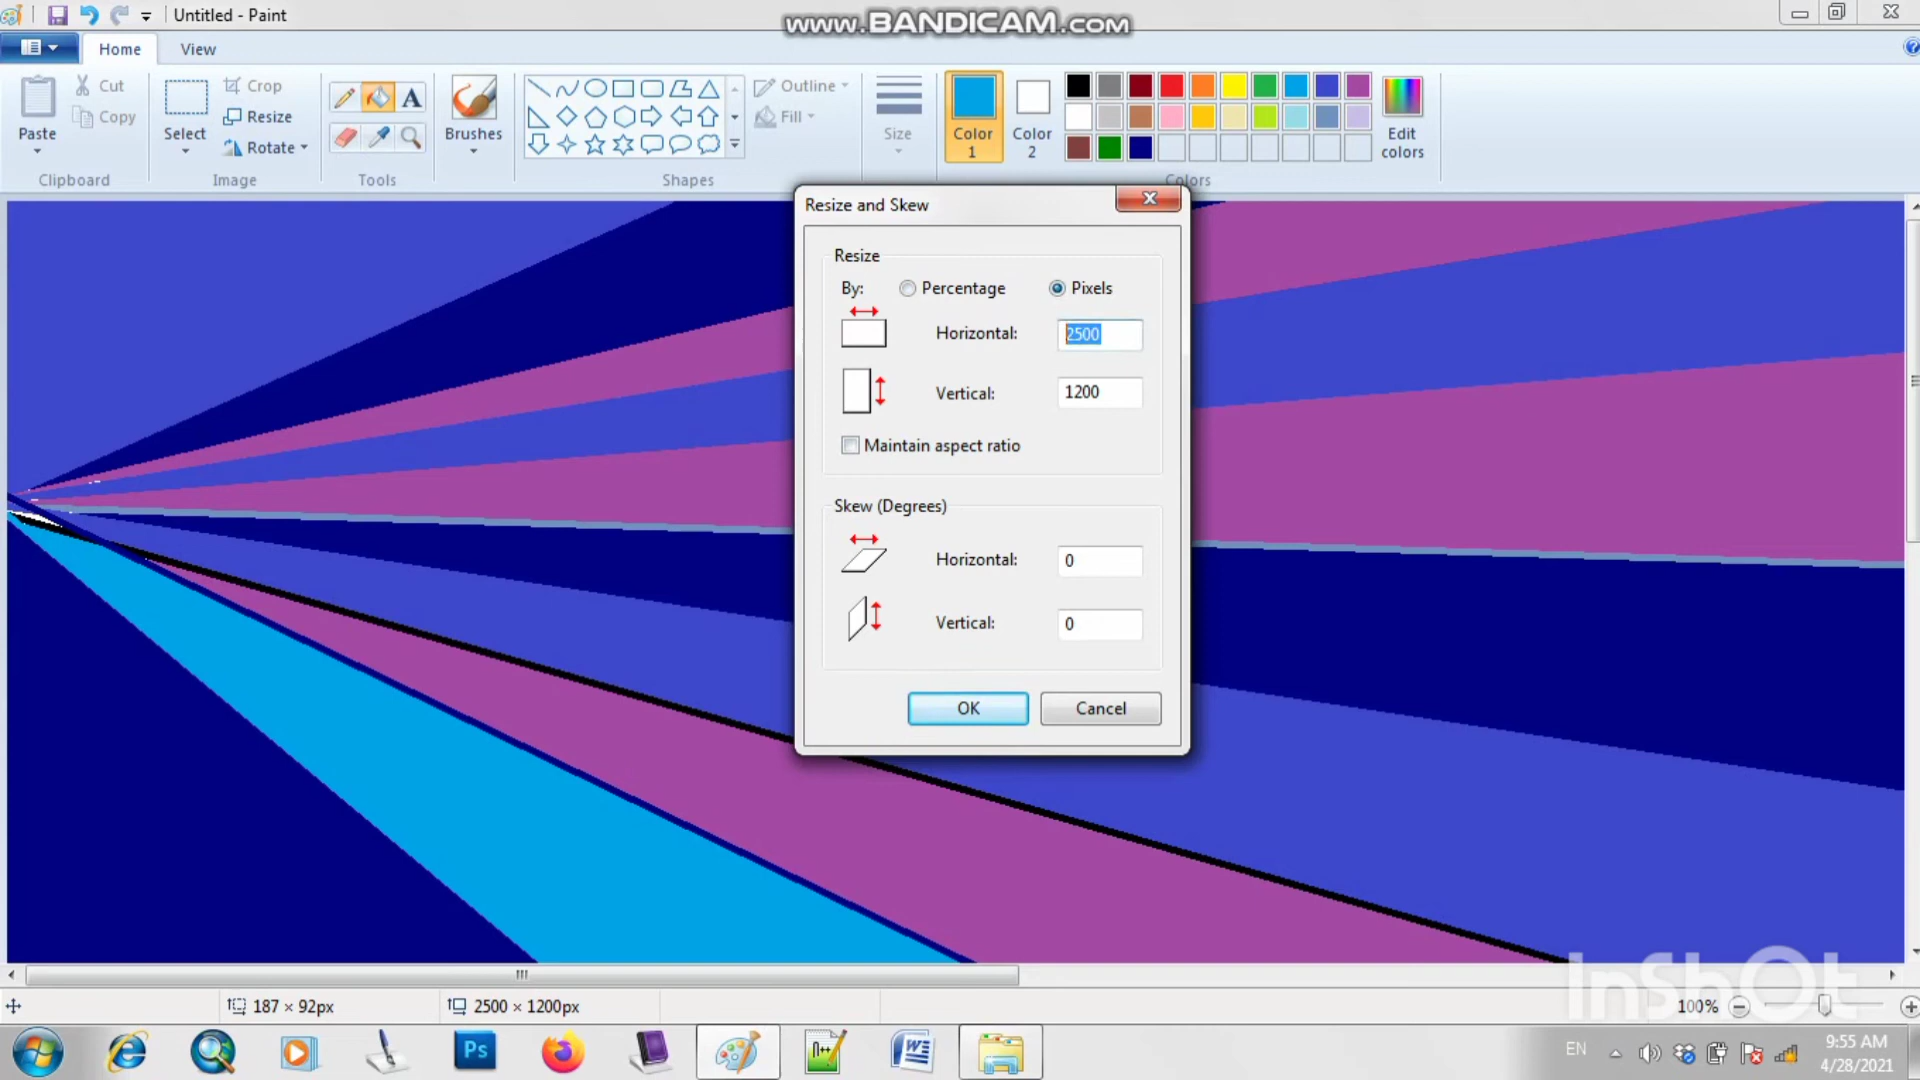 Untitled - Paint
www.BANDICAM.com
Home
View
Paste
Cut
Copy
Clipboard
Select
Crop
Resize
Rotate
Image
A
Tools
Brushes
Shapes
Outline
Fill
Size
Color
1
Color
2
Edit
colors
Colors
Resize and Skew
Resize
By:
Percentage
Pixels
Horizontal:
2500
Vertical:
1200
Maintain aspect ratio
Skew (Degrees)
Horizontal:
0
Vertical:
0
OK
Cancel
InShOt
187 × 92px
2500 × 1200px
100%
Ps
EN
9:55 AM
4/28/2021